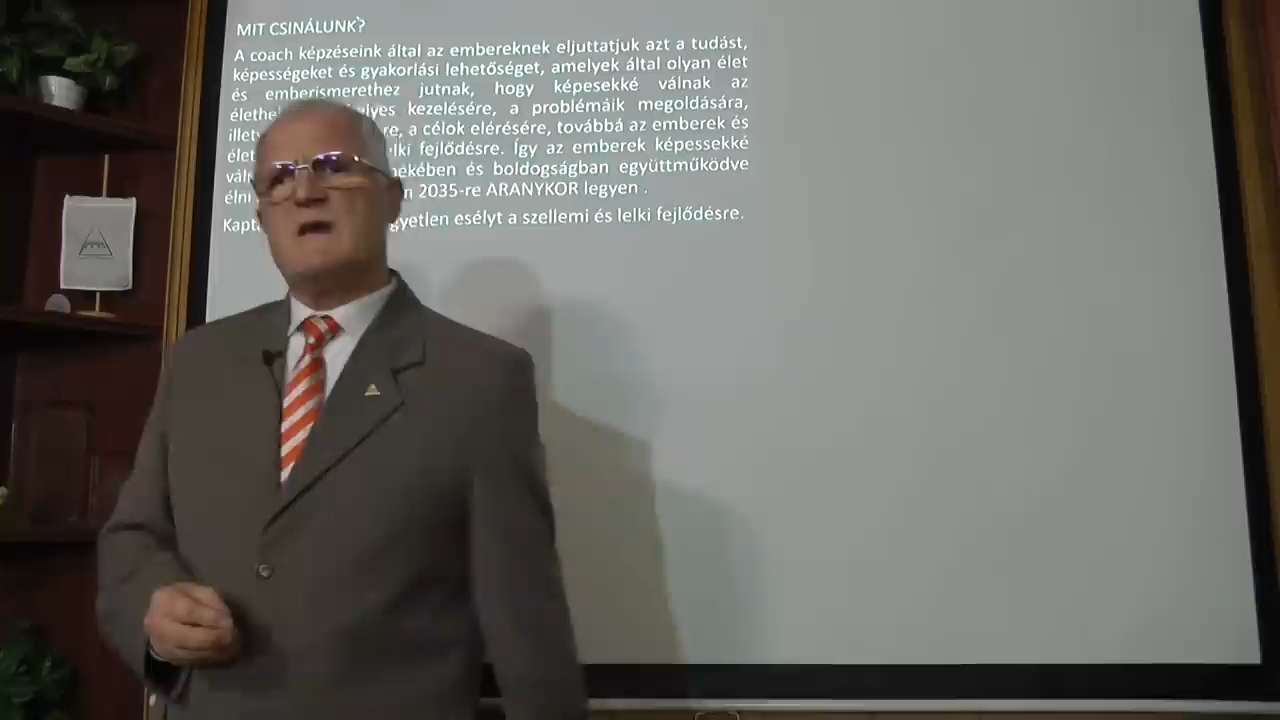 MIT CSINÁLUNK?
A coach képzéseink által az embereknek eljuttatjuk azt a tudást,
képességeket és gyakorlási lehetőséget, amelyek által olyan élet
és emberismerethez jutnak, hogy képesekké válnak az
kezelésére, a problémáik megoldására,
a célok elérésére, továbbá az emberek és
fejlődésre. Így az emberek képessekké
és boldogságban együttműködve
élni 2035-re ARANYKOR legyen .
esélyt a szellemi és lelki fejlődésre.